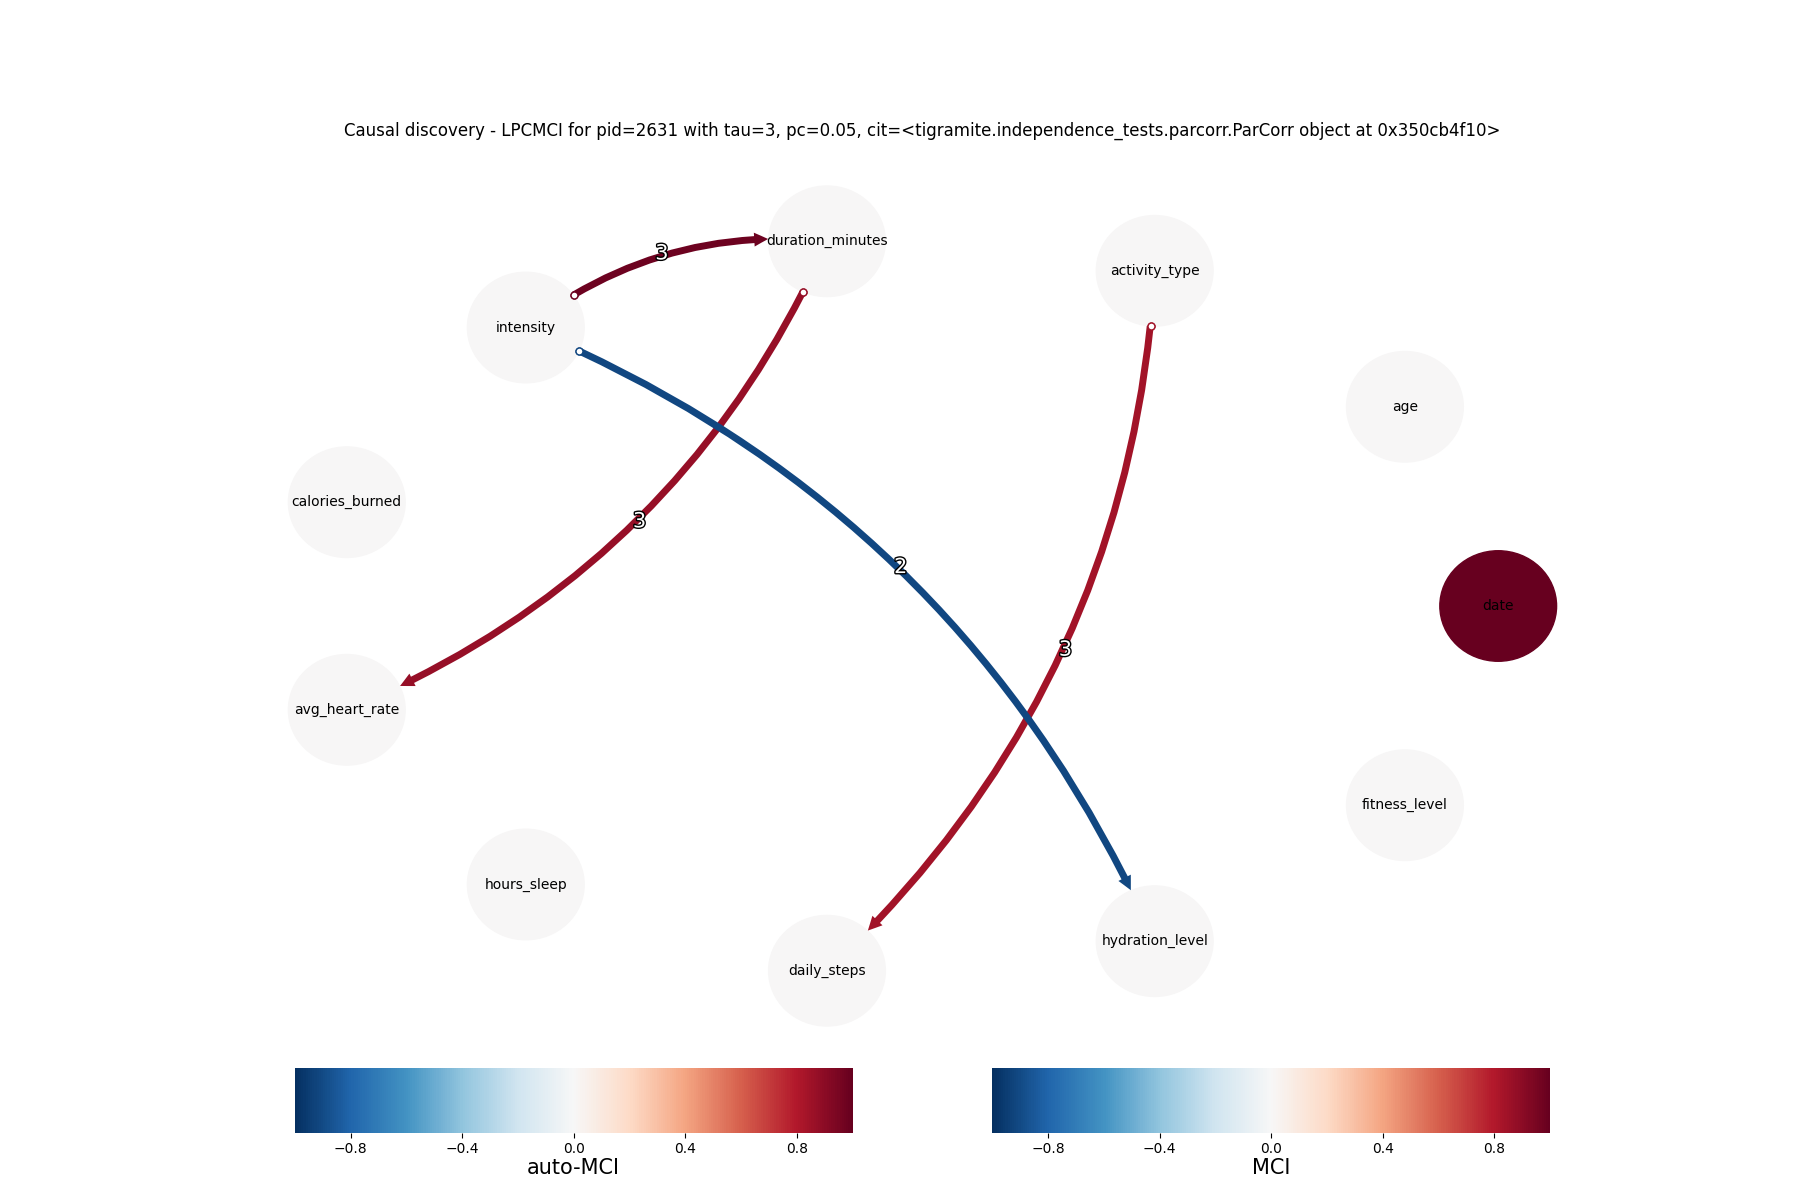 Causal discovery - LPCMCI for pid=2631 with tau=3, pc=0.05, cit=<tigramite.independence_tests.parcorr.ParCorr object at 0x350cb4f10>
duration_minutes
3
activity_type
intensity
age
calories_burned
3
2
date
3
avg_heart_rate
fitness_level
hours_sleep
hydration_level
daily_steps
−0.8 −0.4 0.0 0.4 0.8
auto-MCI
−0.8 −0.4 0.0 0.4 0.8
MCI